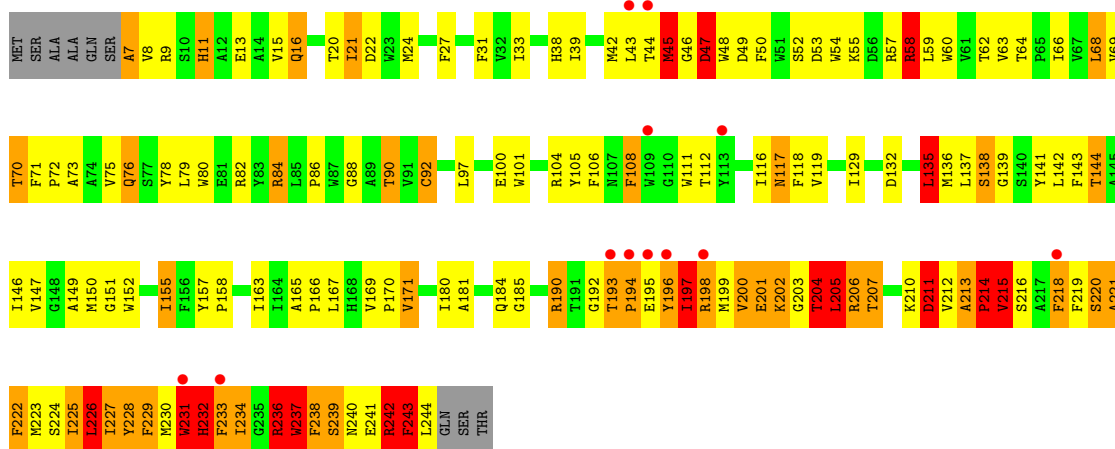 MET SER ALA ALA GLN SER A7 V8 R9 S10 H11 A12 E13 A14 V15 Q16 T20 I21 D22 W23 M24 F27 F31 V32 I33 H38 I39 M42 L43 T44 M45 G46 D47 W48 D49 F50 W51 S52 D53 W54 K55 D56 R57 R58 L59 W60 V61 T62 V63 T64 P65 I66 V67 L68 V69
T70 F71 P72 A73 A74 V75 Q76 S77 Y78 L79 W80 E81 R82 Y83 R84 L85 P86 W87 G88 A89 T90 V91 C92 L97 E100 W101 R104 Y105 F106 N107 F108 W109 G110 W111 T112 Y113 I116 N117 F118 V119 I129 D132 L135 M136 L137 S138 G139 S140 Y141 L142 F143 T144 A145
I146 V147 G148 A149 M150 G151 W152 I155 F156 Y157 P158 I163 I164 A165 P166 L167 H168 V169 P170 V171 I180 A181 Q184 G185 R190 T191 G192 T193 P194 E195 Y196 I197 R198 M199 V200 E201 K202 G203 T204 L205 R206 T207 K210 D211 V212 A213 P214 V215 S216 A217 F218 F219 S220 A221
F222 M223 S224 I225 L226 I227 Y228 F229 M230 W231 H232 F233 I234 G235 R236 W237 F238 S239 N240 E241 R242 F243 L244 GLN SER THR